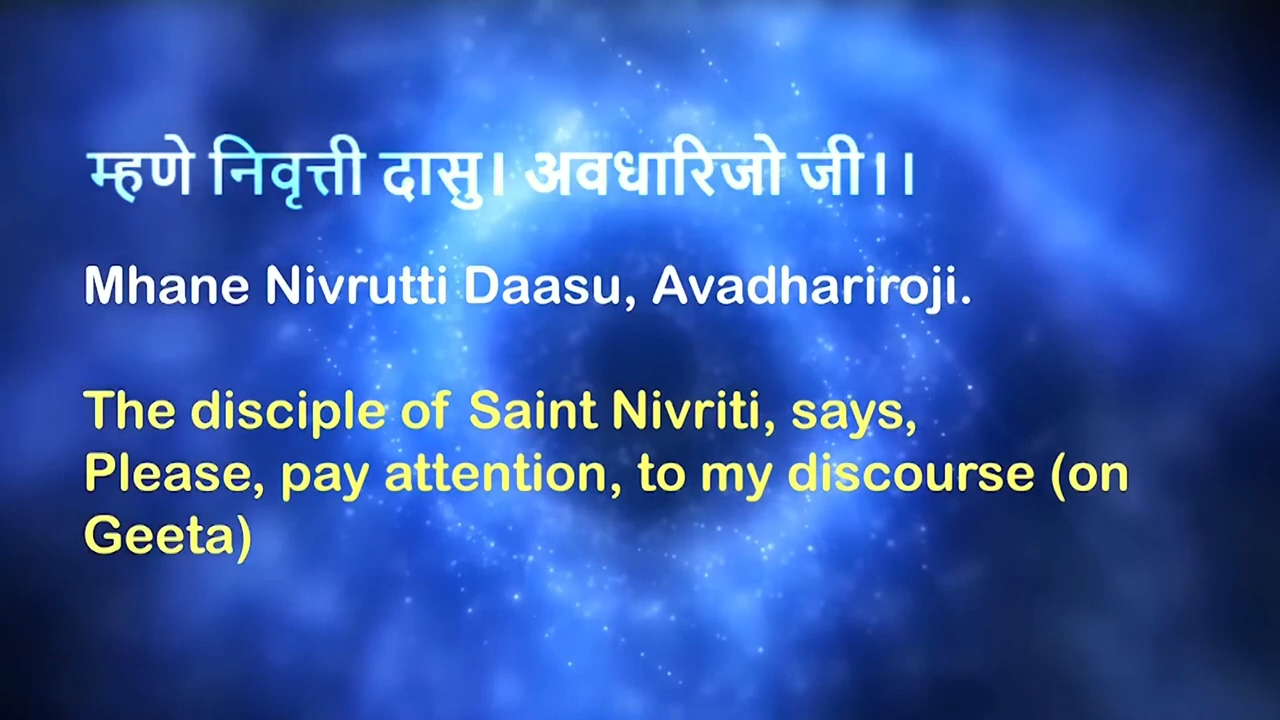 म्हणे निवृत्ती दासु। अवधारिजो जी।।
Mhane Nivrutti Daasu, Avadhariroji.
The disciple of Saint Nivriti, says,
Please, pay attention, to my discourse (on
Geeta)